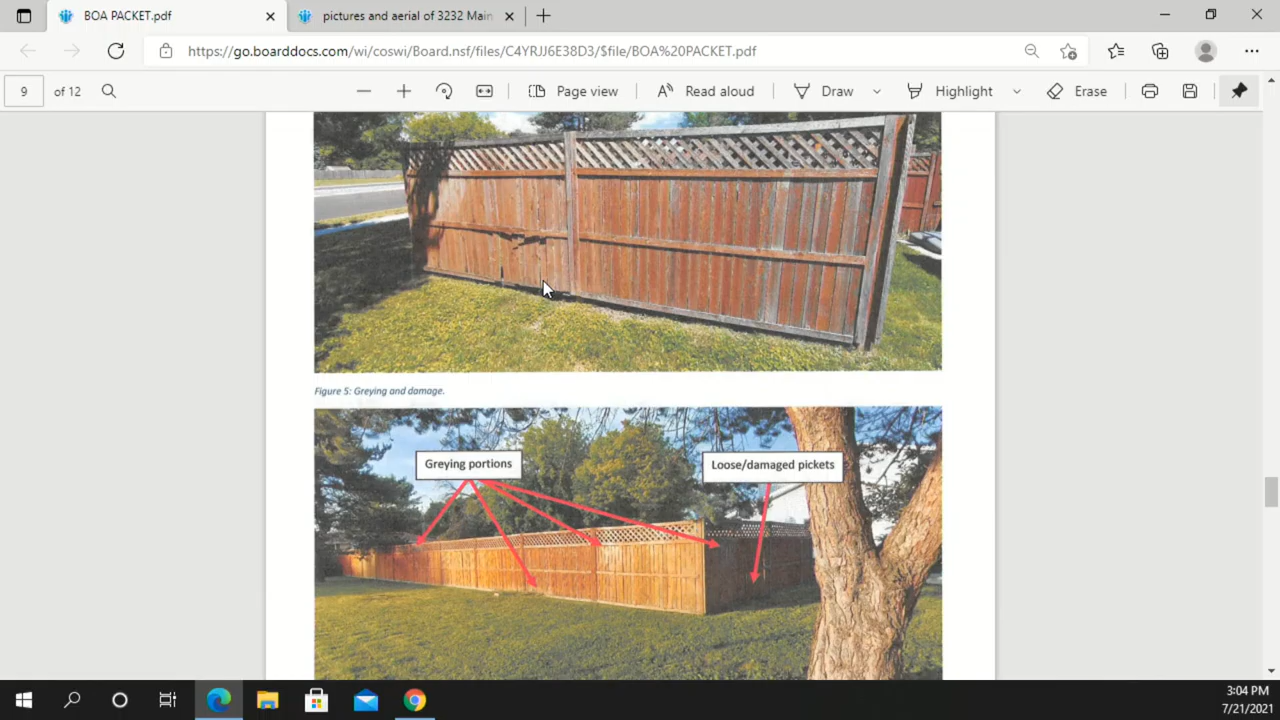 BOA PACKET.pdf
pictures and aerial of 3232 Main
https://go.boarddocs.com/wi/coswi/Board.nsf/files/C4YRJJ6E38D3/$file/BOA%20PACKET.pdf
9 of 12
Page view
Read aloud
Draw
Highlight
Erase
Figure 5: Greying and damage.
Greying portions
Loose/damaged pickets
3:04 PM
7/21/2021